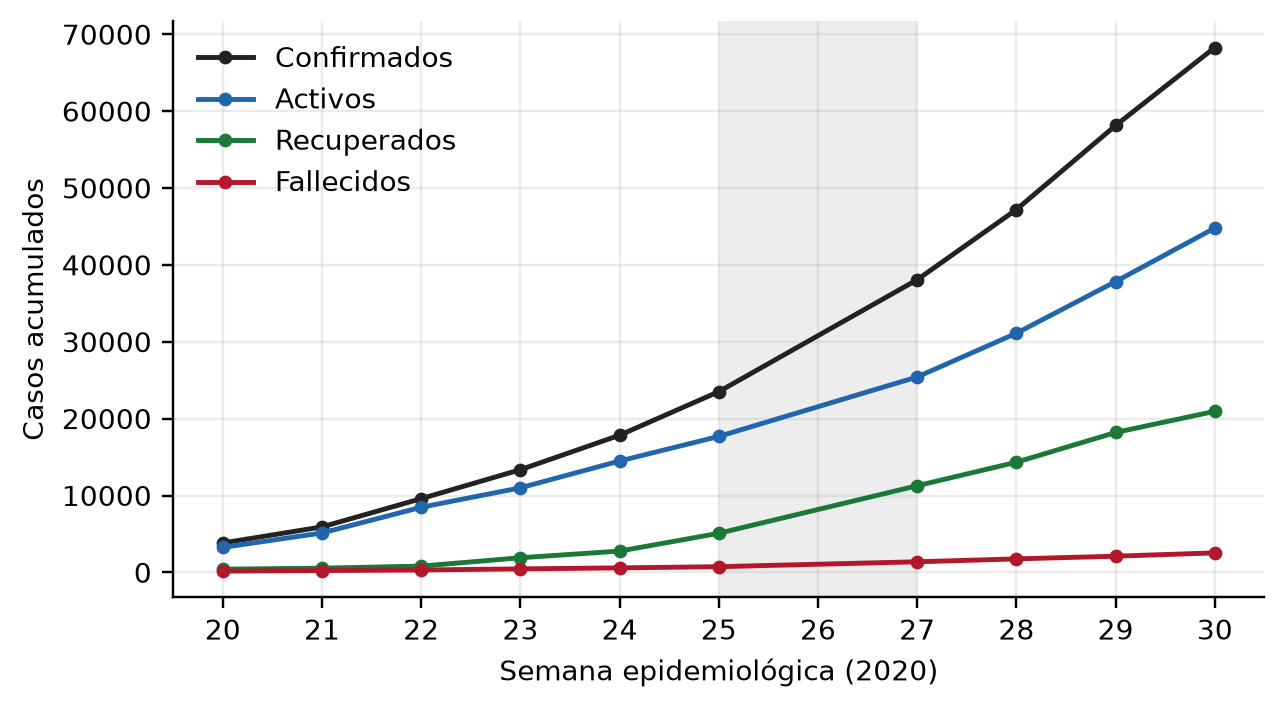 Confirmados
Activos
Recuperados
Fallecidos
Casos acumulados
70000
60000
50000
40000
30000
20000
10000
0
20 21 22 23 24 25 26 27 28 29 30
Semana epidemiológica (2020)